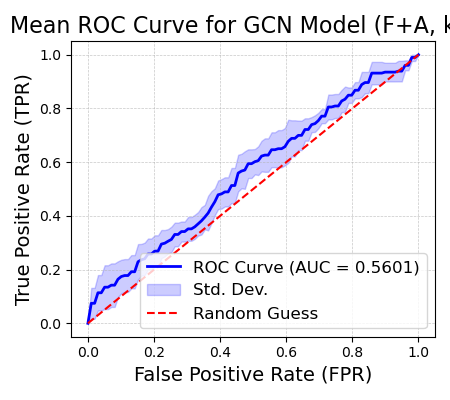 Mean ROC Curve for GCN Model (F+A,
1.0
0.8
0.6
0.4
0.2
0.0
True Positive Rate (TPR)
ROC Curve (AUC = 0.5601)
Std. Dev.
Random Guess
0.0 0.2 0.4 0.6 0.8 1.0
False Positive Rate (FPR)